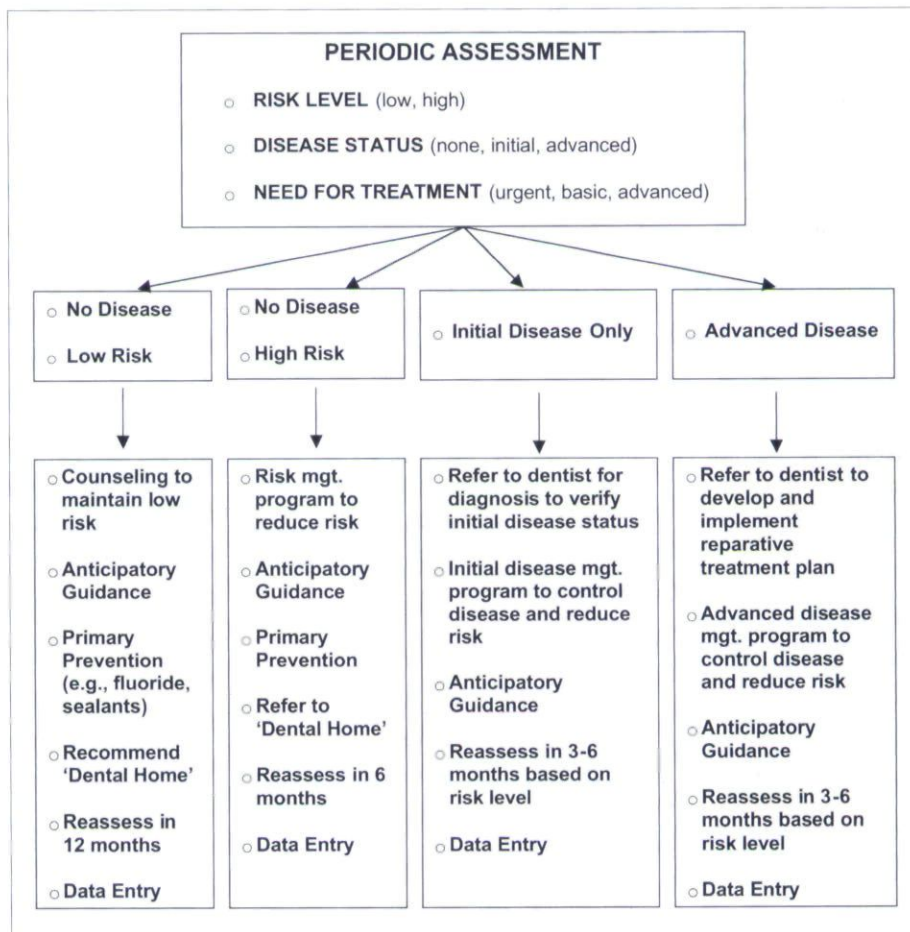 PERIODIC ASSESSMENT
○ RISK LEVEL (low, high)
○ DISEASE STATUS (none, initial, advanced)
○ NEED FOR TREATMENT (urgent, basic, advanced)
○ No Disease
○ Low Risk
○ No Disease
○ High Risk
○ Initial Disease Only
○ Advanced Disease
○ Counseling to
maintain low
risk
○ Anticipatory
Guidance
○ Primary
Prevention
(e.g., fluoride,
sealants)
○ Recommend
‘Dental Home’
○ Reassess in
12 months
○ Data Entry
○ Risk mgt.
program to
reduce risk
○ Anticipatory
Guidance
○ Primary
Prevention
○ Refer to
‘Dental Home’
○ Reassess in 6
months
○ Data Entry
○ Refer to dentist for
diagnosis to verify
initial disease status
○ Initial disease mgt.
program to control
disease and reduce
risk
○ Anticipatory
Guidance
○ Reassess in 3-6
months based on
risk level
○ Data Entry
○ Refer to dentist to
develop and
implement
reparative
treatment plan
○ Advanced disease
mgt. program to
control disease
and reduce risk
○ Anticipatory
Guidance
○ Reassess in 3-6
months based on
risk level
○ Data Entry